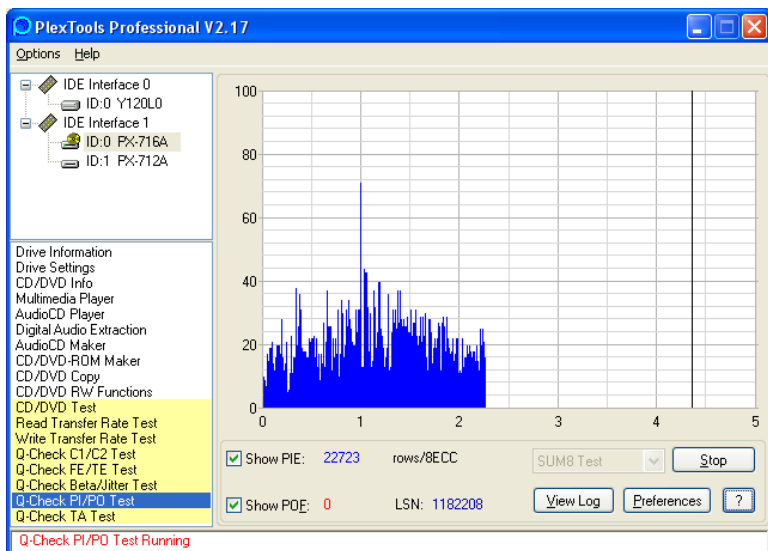 PlexTools Professional V2.17
Options Help
IDE Interface 0
ID:0 Y120L0
IDE Interface 1
ID:0 PX-716A
ID:1 PX-712A
Drive Information
Drive Settings
CD/DVD Info
Multimedia Player
AudioCD Player
Digital Audio Extraction
AudioCD Maker
CD/DVD-ROM Maker
CD/DVD Copy
CD/DVD RW Functions
CD/DVD Test
Read Transfer Rate Test
Write Transfer Rate Test
Q-Check C1/C2 Test
Q-Check FE/TE Test
Q-Check Beta/Jitter Test
Q-Check PI/PO Test
Q-Check TA Test
100
80
60
40
20
0
0 1 2 3 4 5
Show PIE: 22723 rows/8ECC SUM8 Test Stop
Show POF: 0 LSN: 1182208 View Log Preferences ?
Q-Check PI/PO Test Running